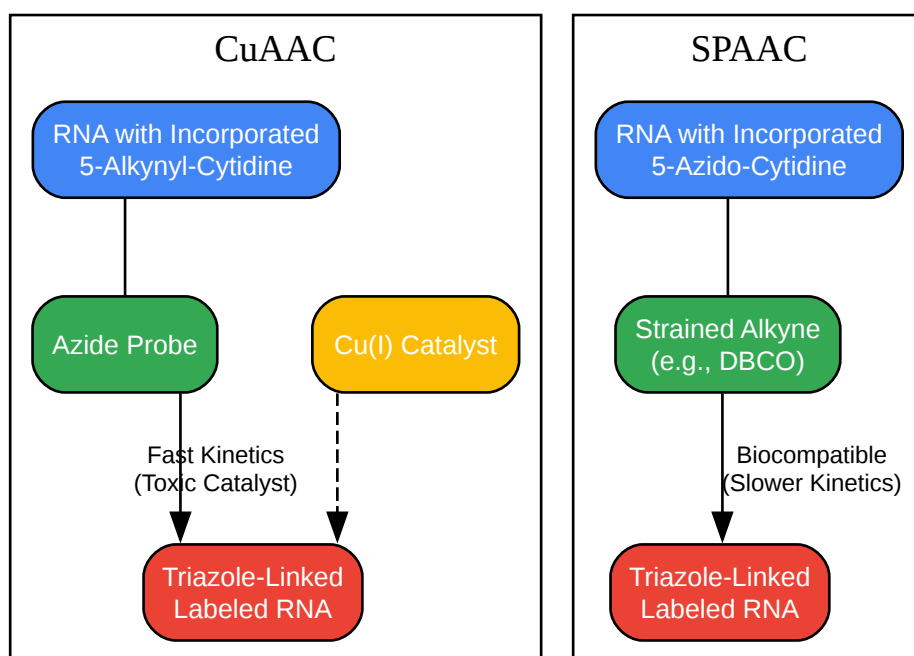 CuAAC
RNA with Incorporated
5-Alkynyl-Cytidine
Azide Probe
Cu(I) Catalyst
Fast Kinetics
(Toxic Catalyst)
Triazole-Linked
Labeled RNA
SPAAC
RNA with Incorporated
5-Azido-Cytidine
Strained Alkyne
(e.g., DBCO)
Biocompatible
(Slower Kinetics)
Triazole-Linked
Labeled RNA